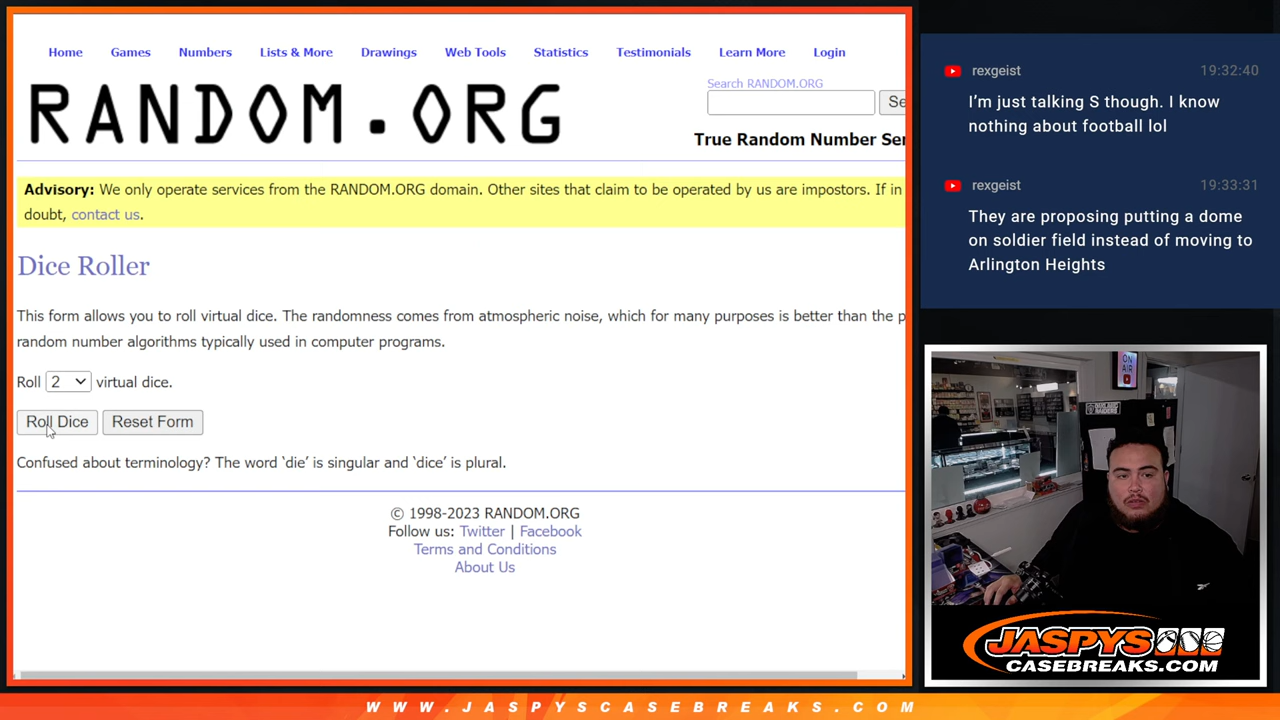 Home Games Numbers Lists & More Drawings Web Tools Statistics Testimonials Learn More Login
RANDOM.ORG
Search RANDOM.ORG
Se
True Random Number Ser
Advisory: We only operate services from the RANDOM.ORG domain. Other sites that claim to be operated by us are impostors. If in
doubt, contact us.
Dice Roller
This form allows you to roll virtual dice. The randomness comes from atmospheric noise, which for many purposes is better than the p
random number algorithms typically used in computer programs.
Roll 2 virtual dice.
Roll Dice Reset Form
Confused about terminology? The word ‘die’ is singular and ‘dice’ is plural.
© 1998-2023 RANDOM.ORG
Follow us: Twitter | Facebook
Terms and Conditions
About Us
rexgeist 19:32:40
I’m just talking S though. I know
nothing about football lol
rexgeist 19:33:31
They are proposing putting a dome
on soldier field instead of moving to
Arlington Heights
ON
AIR
JASPYS
CASEBREAKS.COM
WWW.JASPYSCASEBREAKS.COM